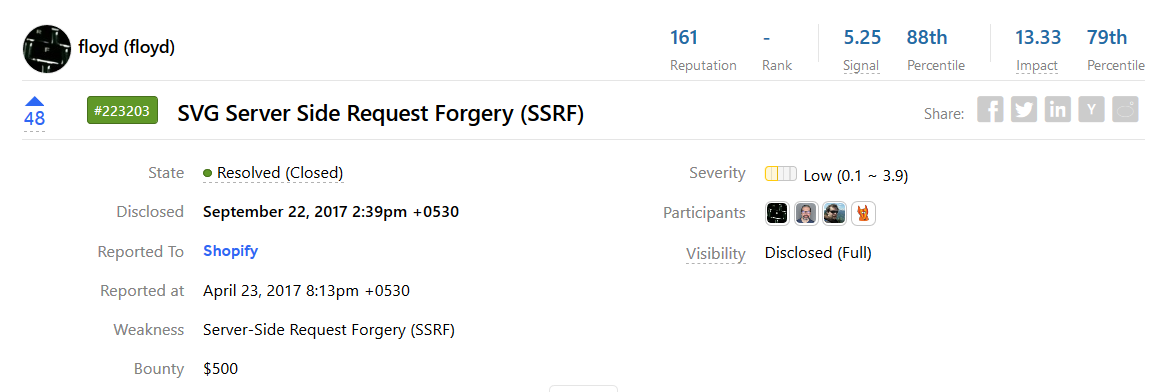 floyd (floyd)
161 - 5.25 88th 13.33 79th
Reputation Rank Signal Percentile Impact Percentile
48 #223203 SVG Server Side Request Forgery (SSRF) Share:
State Resolved (Closed) Severity Low (0.1 ~ 3.9)
Disclosed September 22, 2017 2:39pm +0530 Participants
Reported To Shopify Visibility Disclosed (Full)
Reported at April 23, 2017 8:13pm +0530
Weakness Server-Side Request Forgery (SSRF)
Bounty $500